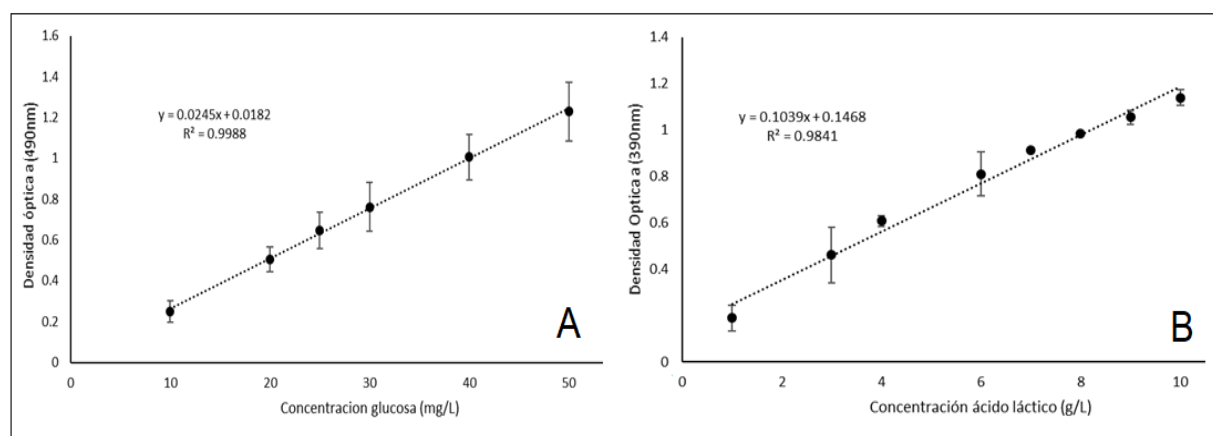 Densidad óptica a (490nm)
1.6
1.4
1.2
1
0.8
0.6
0.4
0.2
0
y = 0.0245x + 0.0182
R² = 0.9988
A
0
10
20
30
40
50
Concentracion glucosa (mg/L)
Densidad Optica a (390nm)
1.4
1.2
1
0.8
0.6
0.4
0
y = 0.1039x + 0.1468
R² = 0.9841
B
0
2
4
6
8
10
Concentración ácido láctico (g/L)